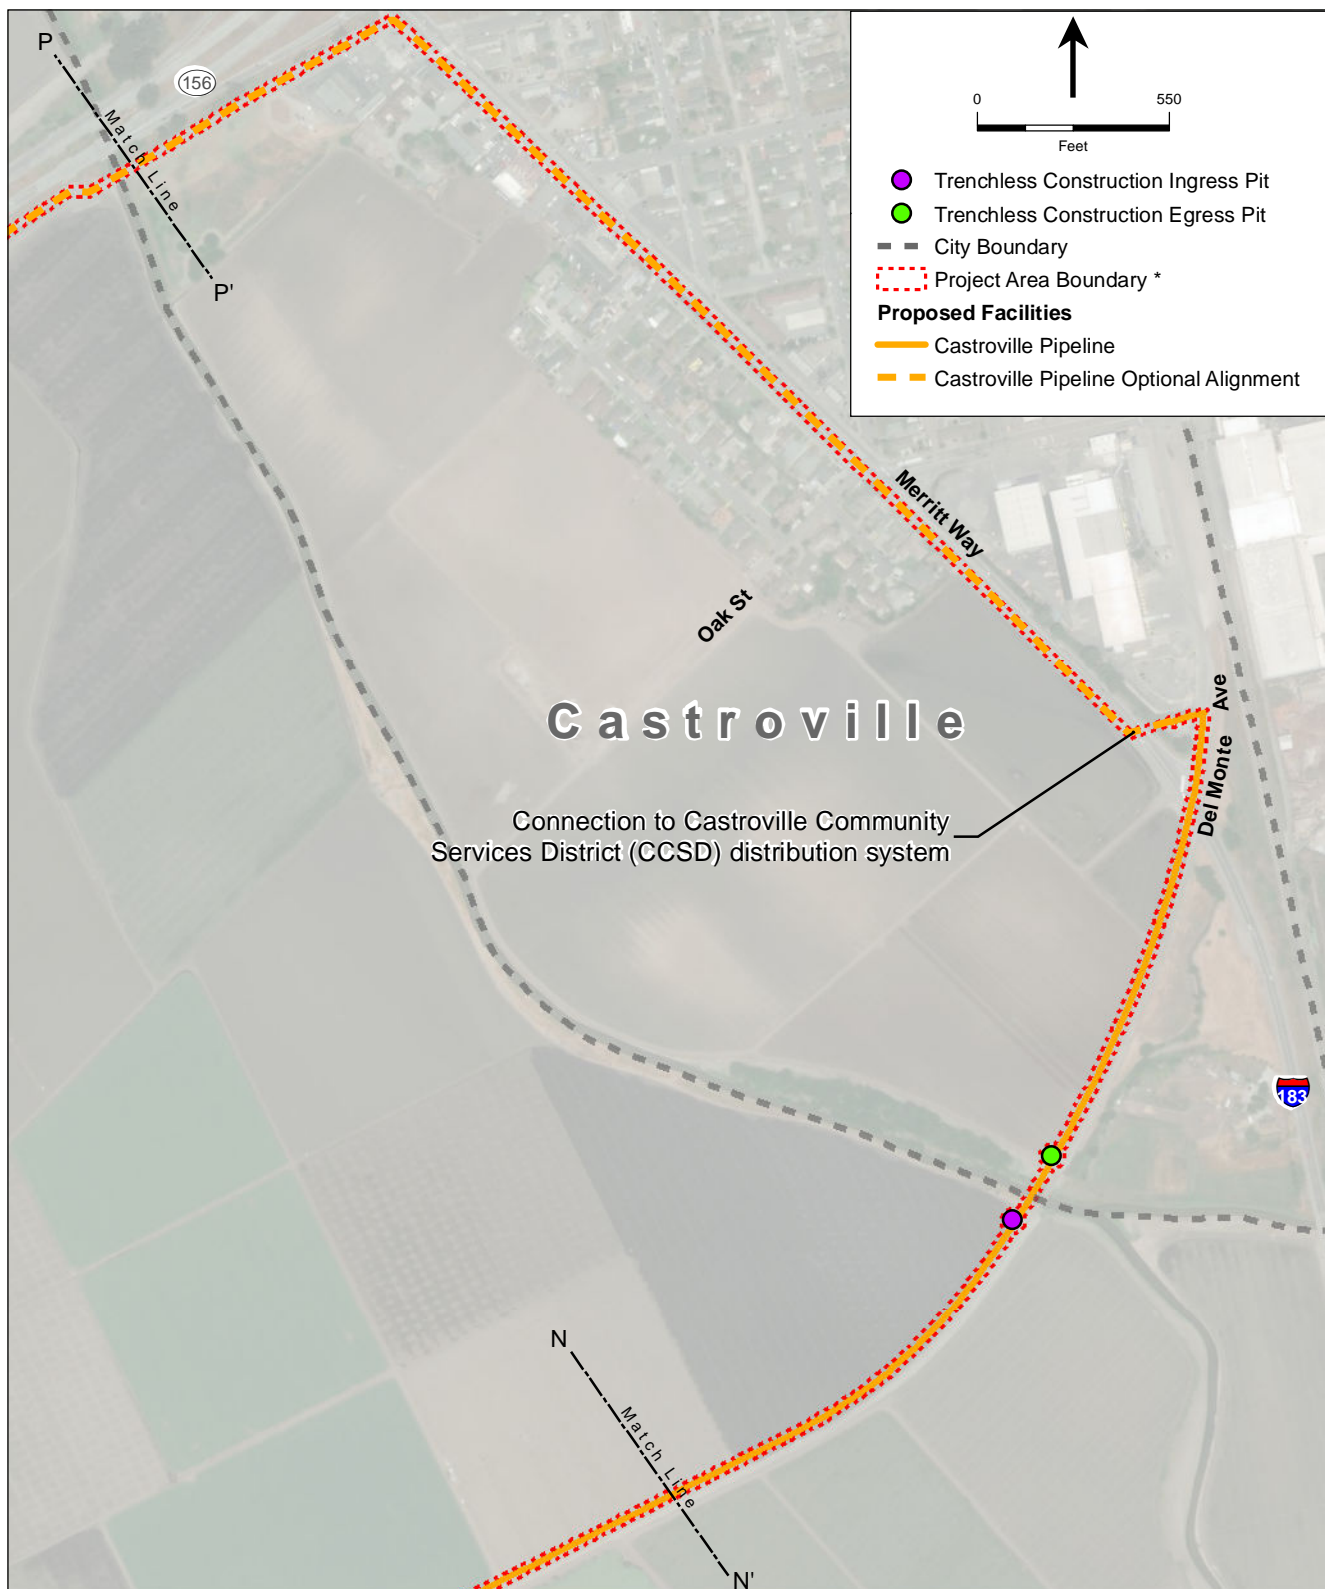 P
156
Match Line
P'
0 550
Feet
Trenchless Construction Ingress Pit
Trenchless Construction Egress Pit
City Boundary
Project Area Boundary *
Proposed Facilities
Castroville Pipeline
Castroville Pipeline Optional Alignment
Merritt Way
Oak St
Castroville
Del Monte Ave
Connection to Castroville Community
Services District (CCSD) distribution system
183
N
Match Line
N'